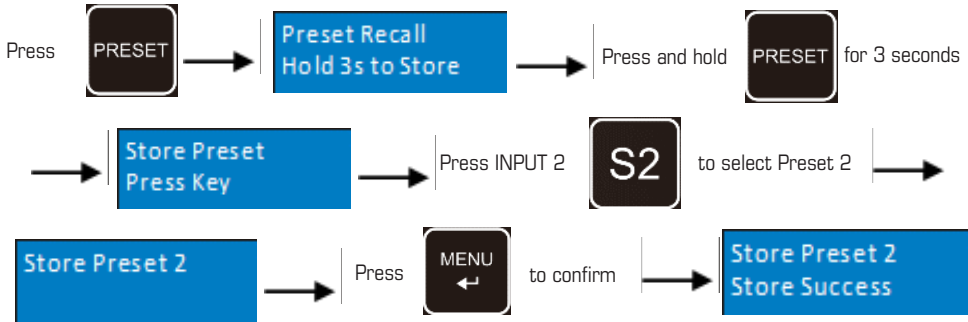 Press PRESET Preset Recall
Hold 3s to Store Press and hold PRESET for 3 seconds
Store Preset
Press Key Press INPUT 2 S2 to select Preset 2
Store Preset 2 Press MENU to confirm Store Preset 2
Store Success